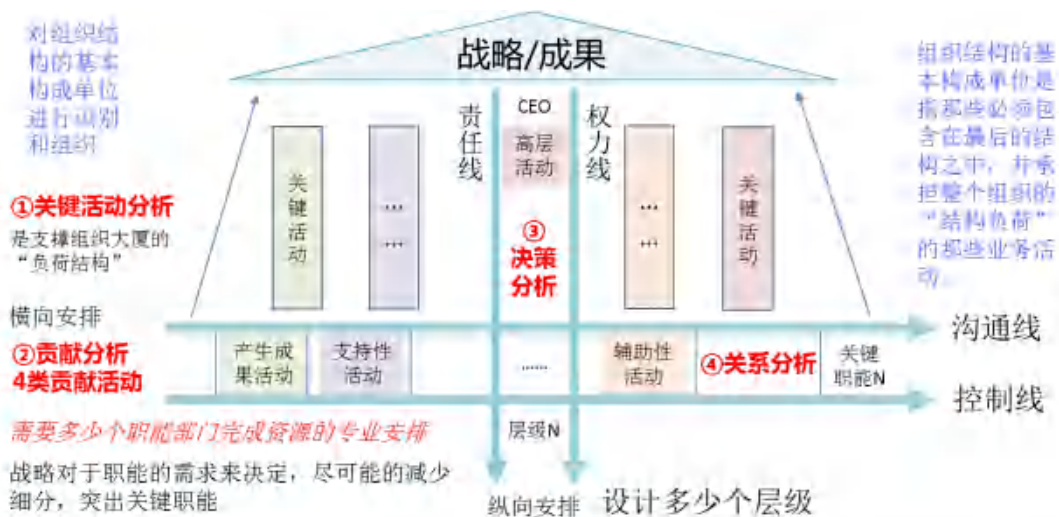 对组织结
构的基本
构成单位
进行识别
和组织
战略/成果
组织结构的基
本构成单位是
指那些必须包
含在最后的结
构之中，并承
担整个组织的
“结构负荷”
的那些业务活
动。
责任线
CEO
高层
活动
权力线
关键活动
... ...
... ...
关键活动
①关键活动分析
是支撑组织大厦的
“负荷结构”
③
决策
分析
横向安排
沟通线
②贡献分析
4类贡献活动
产生成
果活动
支持性
活动
......
辅助性
活动
④关系分析
关键
职能N
控制线
需要多少个职能部门完成资源的专业安排
层级N
战略对于职能的需求来决定，尽可能的减少
细分，突出关键职能
纵向安排
设计多少个层级